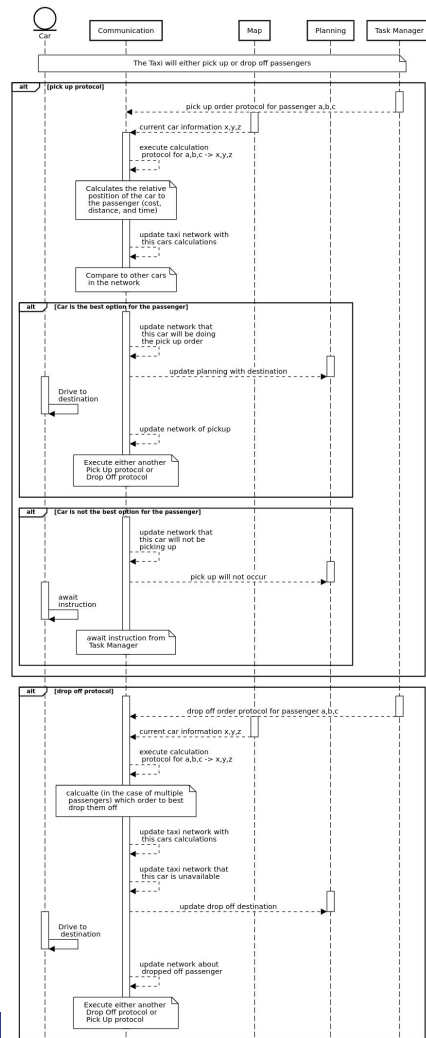 Car
Communication
Map
Planning
Task Manager
The Taxi will either pick up or drop off passengers
alt
[pick up protocol]
pick up order protocol for passenger a,b,c
current car information x,y,z
execute calculation
protocol for a,b,c -> x,y,z
Calculates the relative
postition of the car to
the passenger (cost,
distance, and time)
update taxi network with
this cars calculations
Compare to other cars
in the network
alt
[Car is the best option for the passenger]
update network that
this car will be doing
the pick up order
update planning with destination
Drive to
destination
update network of pickup
Execute either another
Pick Up protocol or
Drop Off protocol
alt
[Car is not the best option for the passenger]
update network that
this car will not be
picking up
pick up will not occur
await
instruction
await instruction from
Task Manager
alt
[drop off protocol]
drop off order protocol for passenger a,b,c
current car information x,y,z
execute calculation
protocol for a,b,c -> x,y,z
calcualte (in the case of multiple
passengers) which order to best
drop them off
update taxi network with
this cars calculations
update taxi network that
this car is unavailable
update drop off destination
Drive to
destination
update network about
dropped off passenger
Execute either another
Drop Off protocol or
Pick Up protocol